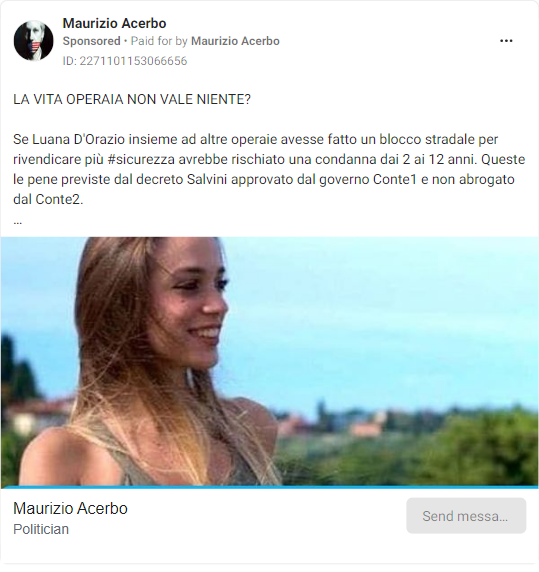 Maurizio Acerbo
Sponsored • Paid for by Maurizio Acerbo
ID: 2271101153066656
LA VITA OPERAIA NON VALE NIENTE?
Se Luana D'Orazio insieme ad altre operaie avesse fatto un blocco stradale per
rivendicare più #sicurezza avrebbe rischiato una condanna dai 2 ai 12 anni. Queste
le pene previste dal decreto Salvini approvato dal governo Conte1 e non abrogato
dal Conte2.
...
Maurizio Acerbo
Politician
Send messa...